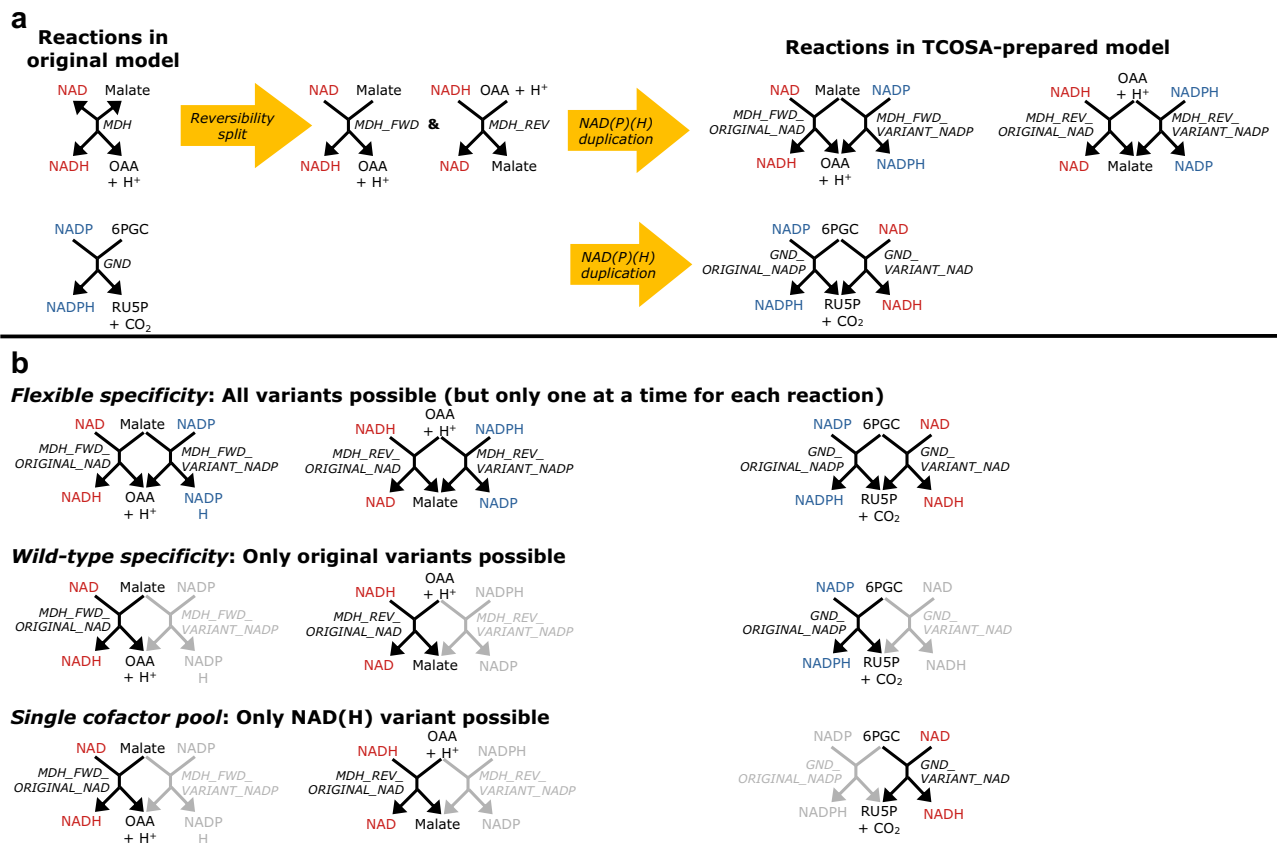 a
Reactions in
original model
Reactions in TCOSA-prepared model
NAD Malate
MDH
NADH OAA
+ H⁺
Reversibility
split
NAD Malate
MDH_FWD
NADH OAA
+ H⁺
&
NADH OAA + H⁺
MDH_REV
NAD Malate
NAD(P)(H)
duplication
NAD Malate NADP
MDH_FWD_
ORIGINAL_NAD
MDH_FWD_
VARIANT_NADP
NADH OAA
+ H⁺
NADPH
OAA
+ H⁺
NADH NADPH
MDH_REV_
ORIGINAL_NAD
MDH_REV_
VARIANT_NADP
NAD Malate NADP
NADP 6PGC
GND
NADPH RU5P
+ CO₂
NAD(P)(H)
duplication
NADP 6PGC NAD
GND_
ORIGINAL_NADP
GND_
VARIANT_NAD
NADPH RU5P
+ CO₂
NADH
b
Flexible specificity: All variants possible (but only one at a time for each reaction)
NAD Malate NADP
MDH_FWD_
ORIGINAL_NAD
MDH_FWD_
VARIANT_NADP
NADH OAA
+ H⁺
NADP
H
OAA
+ H⁺
NADH NADPH
MDH_REV_
ORIGINAL_NAD
MDH_REV_
VARIANT_NADP
NAD Malate NADP
NADP 6PGC NAD
GND_
ORIGINAL_NADP
GND_
VARIANT_NAD
NADPH RU5P
+ CO₂
NADH
Wild-type specificity: Only original variants possible
NAD Malate NADP
MDH_FWD_
ORIGINAL_NAD
MDH_FWD_
VARIANT_NADP
NADH OAA
+ H⁺
NADP
H
OAA
+ H⁺
NADH NADPH
MDH_REV_
ORIGINAL_NAD
MDH_REV_
VARIANT_NADP
NAD Malate NADP
NADP 6PGC NAD
GND_
ORIGINAL_NADP
GND_
VARIANT_NAD
NADPH RU5P
+ CO₂
NADH
Single cofactor pool: Only NAD(H) variant possible
NAD Malate NADP
MDH_FWD_
ORIGINAL_NAD
MDH_FWD_
VARIANT_NADP
NADH OAA
+ H⁺
NADP
H
OAA
+ H⁺
NADH NADPH
MDH_REV_
ORIGINAL_NAD
MDH_REV_
VARIANT_NADP
NAD Malate NADP
NADP 6PGC NAD
GND_
ORIGINAL_NADP
GND_
VARIANT_NAD
NADPH RU5P
+ CO₂
NADH